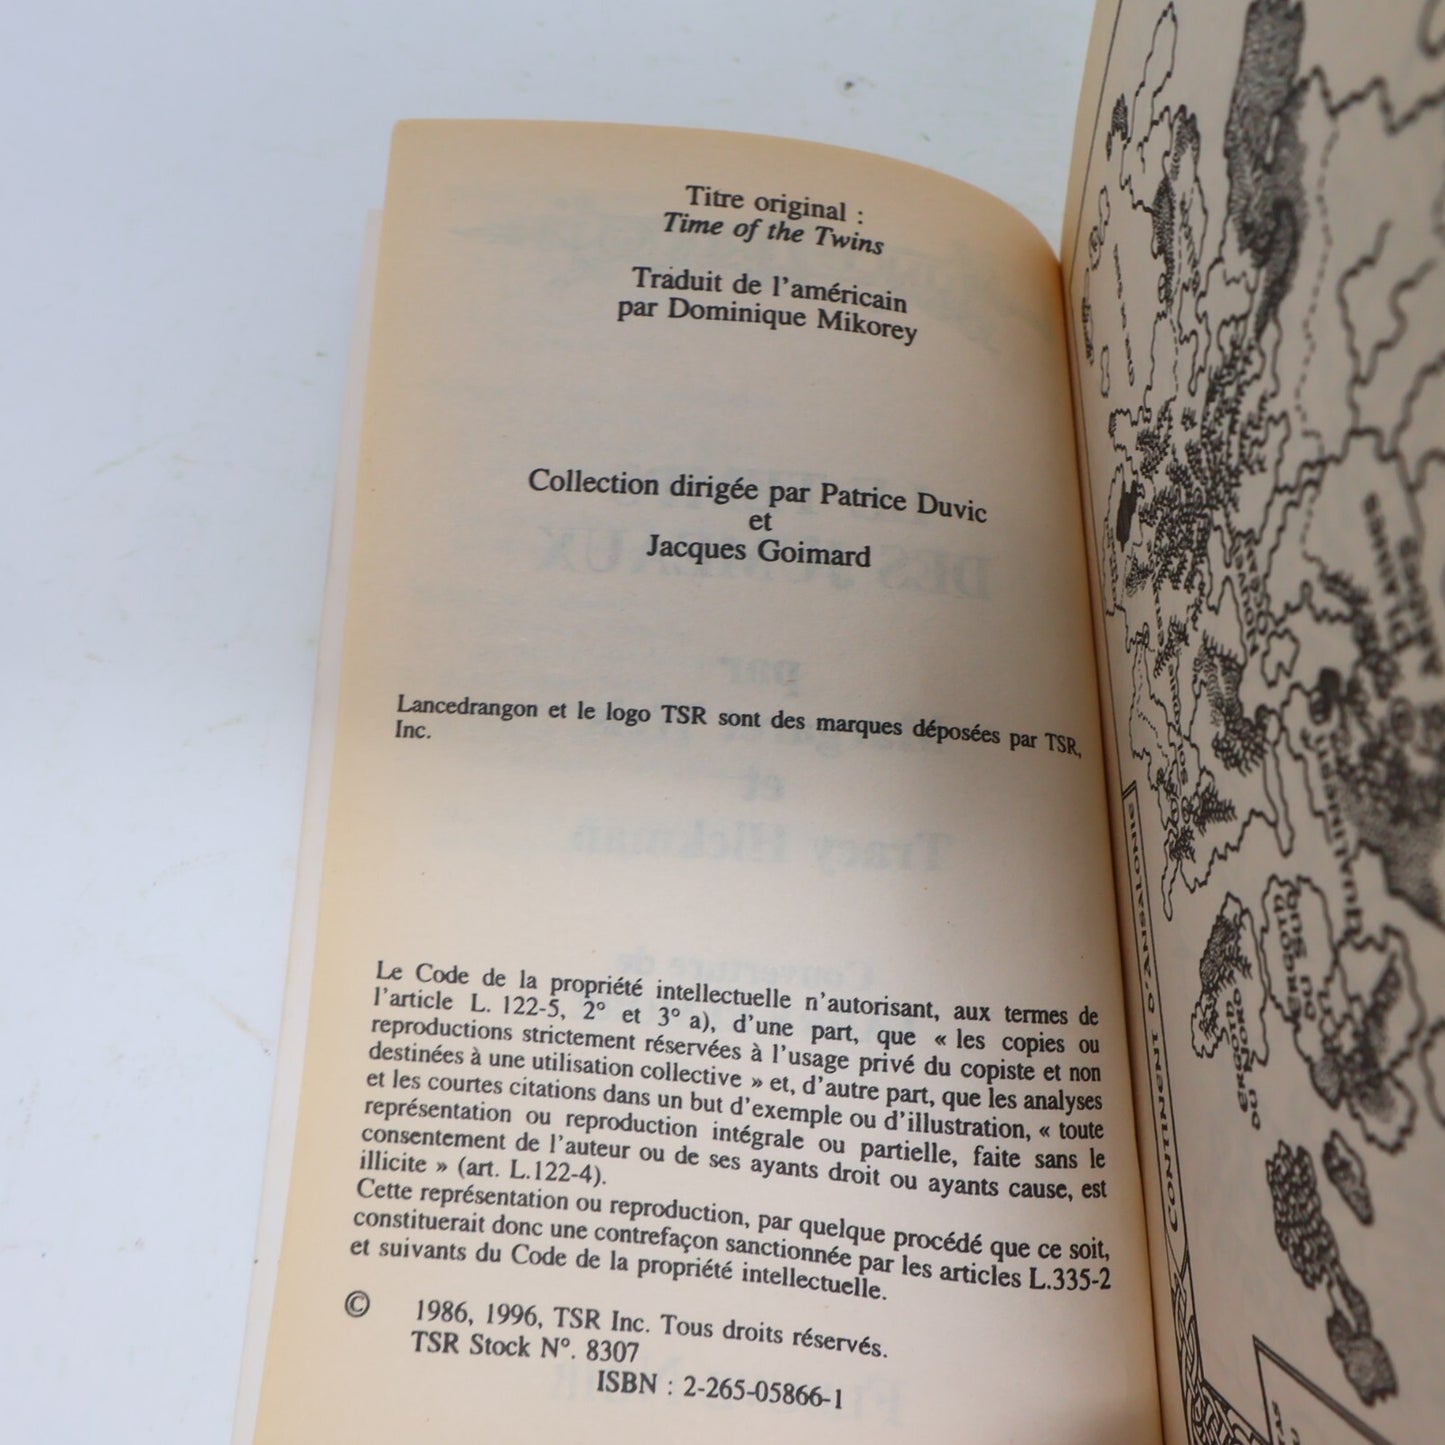 Titre original :
Time of the Twins
Traduit de l'américain
par Dominique Mikorey
Collection dirigée par Patrice Duvic
et
Jacques Goimard
Lancedrangon et le logo TSR sont des marques déposées par TSR,
Inc.
Le Code de la propriété intellectuelle n'autorisant, aux termes de
l'article L. 122-5, 2° et 3° a), d'une part, que « les copies ou
reproductions strictement réservées à l'usage privé du copiste et non
destinées à une utilisation collective » et, d'autre part, que les analyses
et les courtes citations dans un but d'exemple ou d'illustration, « toute
représentation ou reproduction intégrale ou partielle, faite sans le
consentement de l'auteur ou de ses ayants droit ou ayants cause, est
illicite » (art. L.122-4).
Cette représentation ou reproduction, par quelque procédé que ce soit,
constituerait donc une contrefaçon sanctionnée par les articles L.335-2
et suivants du Code de la propriété intellectuelle.
© 1986, 1996, TSR Inc. Tous droits réservés.
TSR Stock N°. 8307
ISBN : 2-265-05866-1
PLAINES
QUALINESTI
CONTINENT D'ANSALONIE